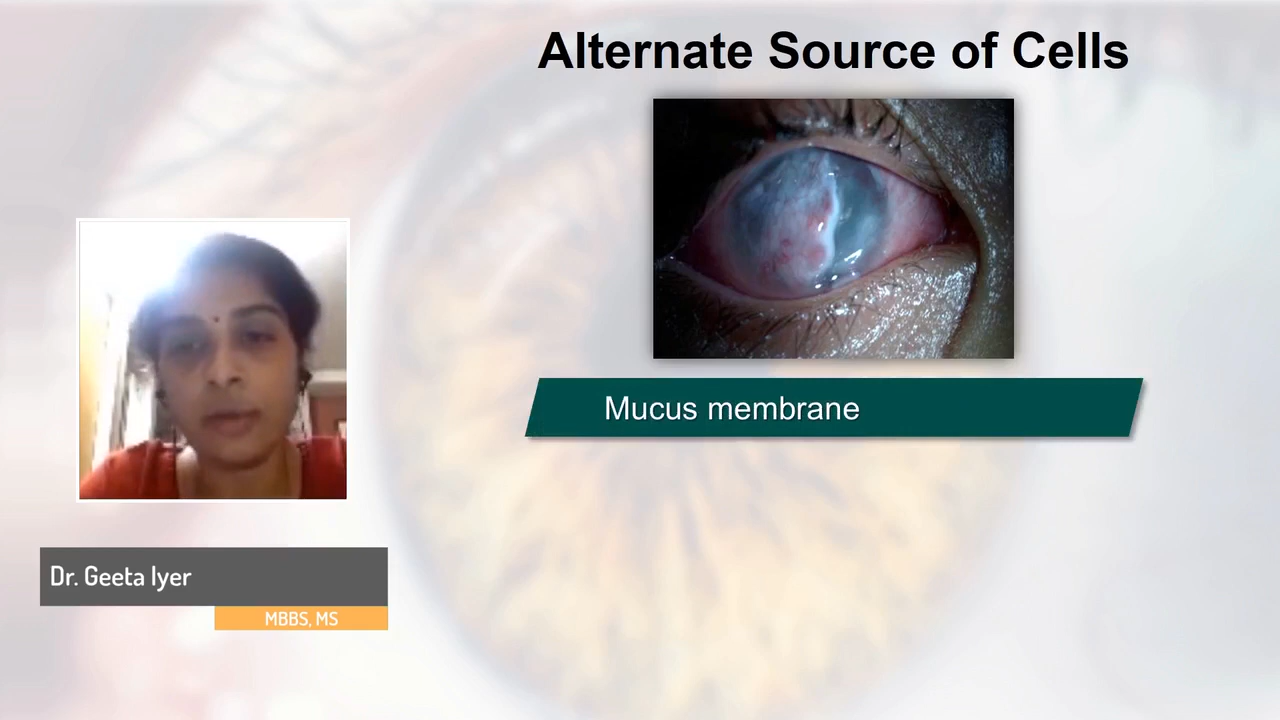 Alternate Source of Cells
Mucus membrane
Dr. Geeta Iyer
MBBS, MS